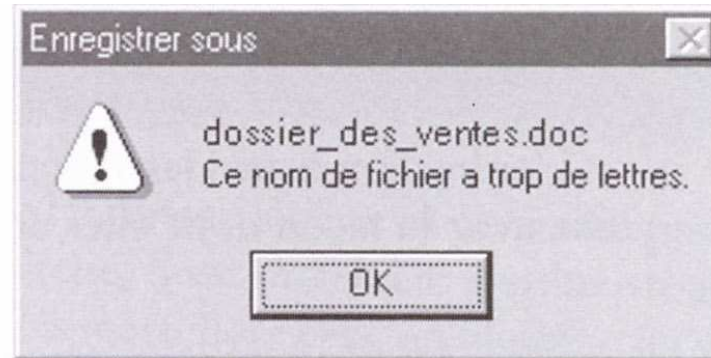 Enregistrer sous
dossier_des_ventes.doc
Ce nom de fichier a trop de lettres.
OK